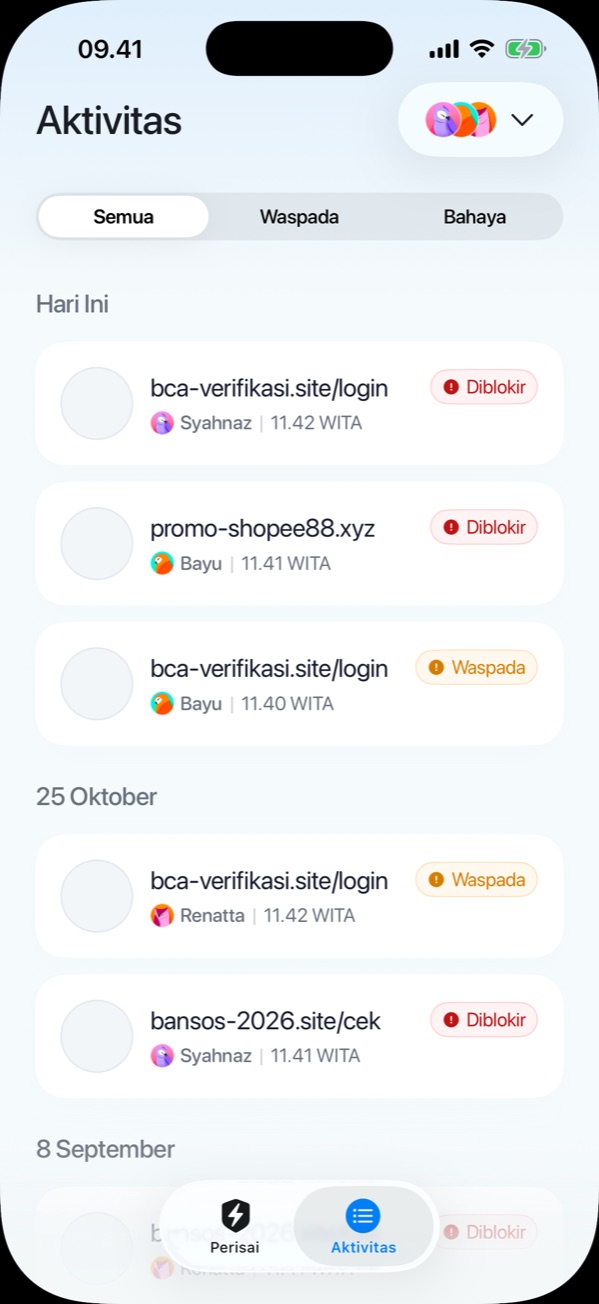 09.41
Aktivitas
Semua
Waspada
Bahaya
Hari Ini
bca-verifikasi.site/login
Diblokir
Syahnaz | 11.42 WITA
promo-shopee88.xyz
Diblokir
Bayu | 11.41 WITA
bca-verifikasi.site/login
Waspada
Bayu | 11.40 WITA
25 Oktober
bca-verifikasi.site/login
Waspada
Renatta | 11.42 WITA
bansos-2026.site/cek
Diblokir
Syahnaz | 11.41 WITA
8 September
Diblokir
Renatta
Perisai
Aktivitas